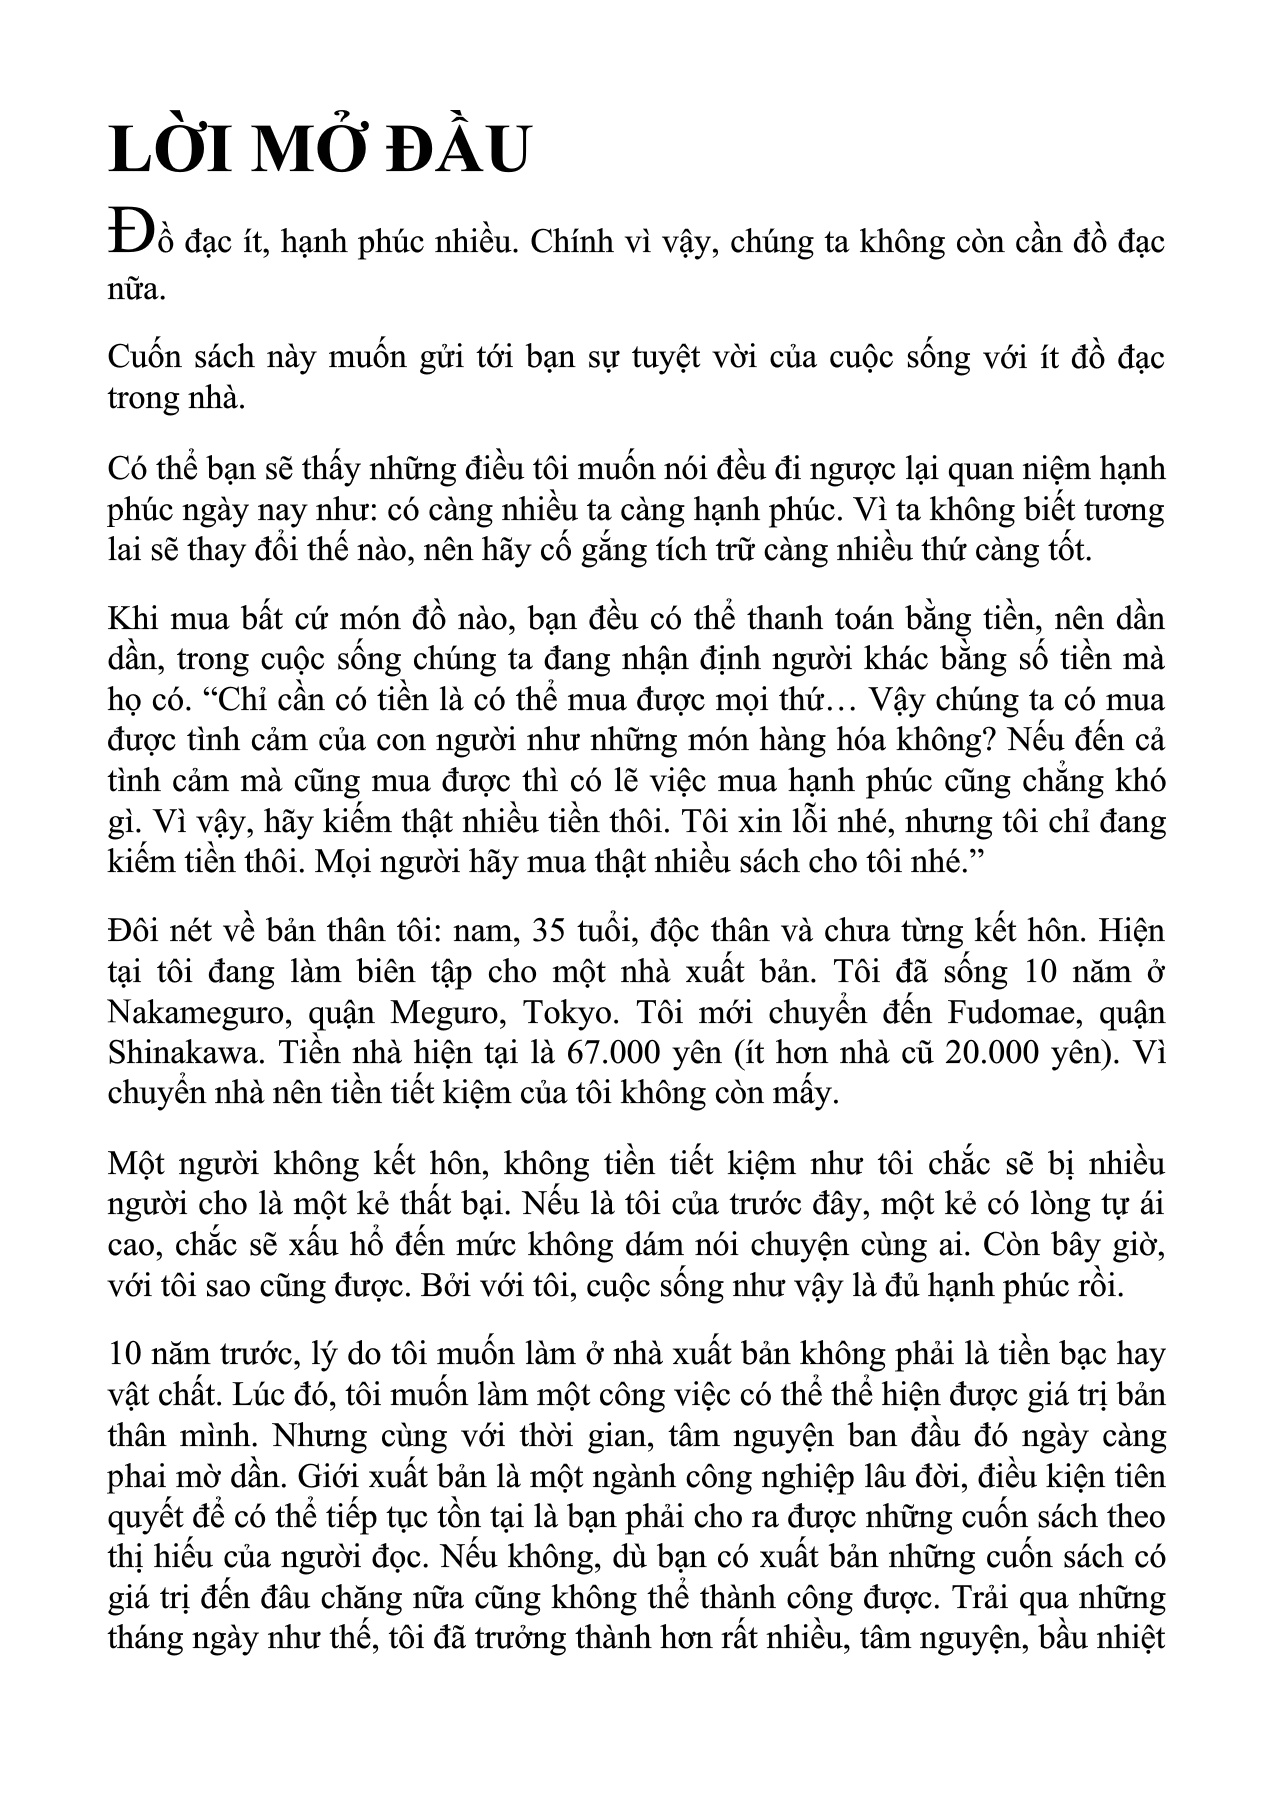 LỜI MỞ ĐẦU
Đồ đạc ít, hạnh phúc nhiều. Chính vì vậy, chúng ta không còn cần đồ đạc
nữa.
Cuốn sách này muốn gửi tới bạn sự tuyệt vời của cuộc sống với ít đồ đạc
trong nhà.
Có thể bạn sẽ thấy những điều tôi muốn nói đều đi ngược lại quan niệm hạnh
phúc ngày nay như: có càng nhiều ta càng hạnh phúc. Vì ta không biết tương
lai sẽ thay đổi thế nào, nên hãy cố gắng tích trữ càng nhiều thứ càng tốt.
Khi mua bất cứ món đồ nào, bạn đều có thể thanh toán bằng tiền, nên dần
dần, trong cuộc sống chúng ta đang nhận định người khác bằng số tiền mà
họ có. “Chỉ cần có tiền là có thể mua được mọi thứ… Vậy chúng ta có mua
được tình cảm của con người như những món hàng hóa không? Nếu đến cả
tình cảm mà cũng mua được thì có lẽ việc mua hạnh phúc cũng chẳng khó
gì. Vì vậy, hãy kiếm thật nhiều tiền thôi. Tôi xin lỗi nhé, nhưng tôi chỉ đang
kiếm tiền thôi. Mọi người hãy mua thật nhiều sách cho tôi nhé.”
Đôi nét về bản thân tôi: nam, 35 tuổi, độc thân và chưa từng kết hôn. Hiện
tại tôi đang làm biên tập cho một nhà xuất bản. Tôi đã sống 10 năm ở
Nakameguro, quận Meguro, Tokyo. Tôi mới chuyển đến Fudomae, quận
Shinakawa. Tiền nhà hiện tại là 67.000 yên (ít hơn nhà cũ 20.000 yên). Vì
chuyển nhà nên tiền tiết kiệm của tôi không còn mấy.
Một người không kết hôn, không tiền tiết kiệm như tôi chắc sẽ bị nhiều
người cho là một kẻ thất bại. Nếu là tôi của trước đây, một kẻ có lòng tự ái
cao, chắc sẽ xấu hổ đến mức không dám nói chuyện cùng ai. Còn bây giờ,
với tôi sao cũng được. Bởi với tôi, cuộc sống như vậy là đủ hạnh phúc rồi.
10 năm trước, lý do tôi muốn làm ở nhà xuất bản không phải là tiền bạc hay
vật chất. Lúc đó, tôi muốn làm một công việc có thể thể hiện được giá trị bản
thân mình. Nhưng cùng với thời gian, tâm nguyện ban đầu đó ngày càng
phai mờ dần. Giới xuất bản là một ngành công nghiệp lâu đời, điều kiện tiên
quyết để có thể tiếp tục tồn tại là bạn phải cho ra được những cuốn sách theo
thị hiếu của người đọc. Nếu không, dù bạn có xuất bản những cuốn sách có
giá trị đến đâu chăng nữa cũng không thể thành công được. Trải qua những
tháng ngày như thế, tôi đã trưởng thành hơn rất nhiều, tâm nguyện, bầu nhiệt